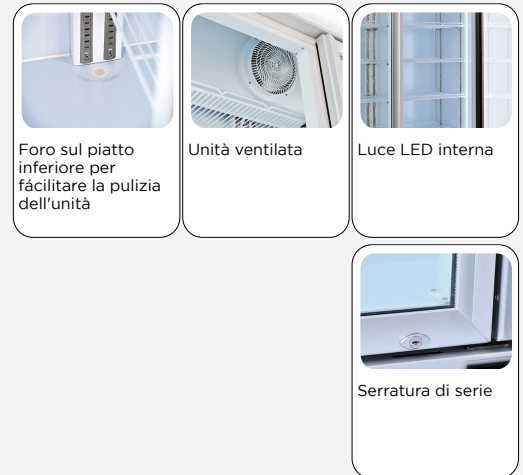 Foro sul piatto
inferiore per
fácilitare la pulizia
dell'unità
Unità ventilata
Luce LED interna
Serratura di serie